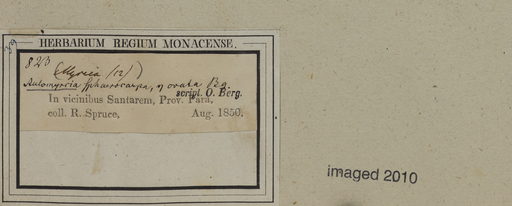 HERBARIUM REGIUM MONACENSE.
823
(Myrcia (12))
Aulomyrcia sphaerocarpa, γ ovata Bg.
script. O. Berg.
In vicinibus Santarem, Prov. Para,
coll. R. Spruce, Aug. 1850.
imaged 2010